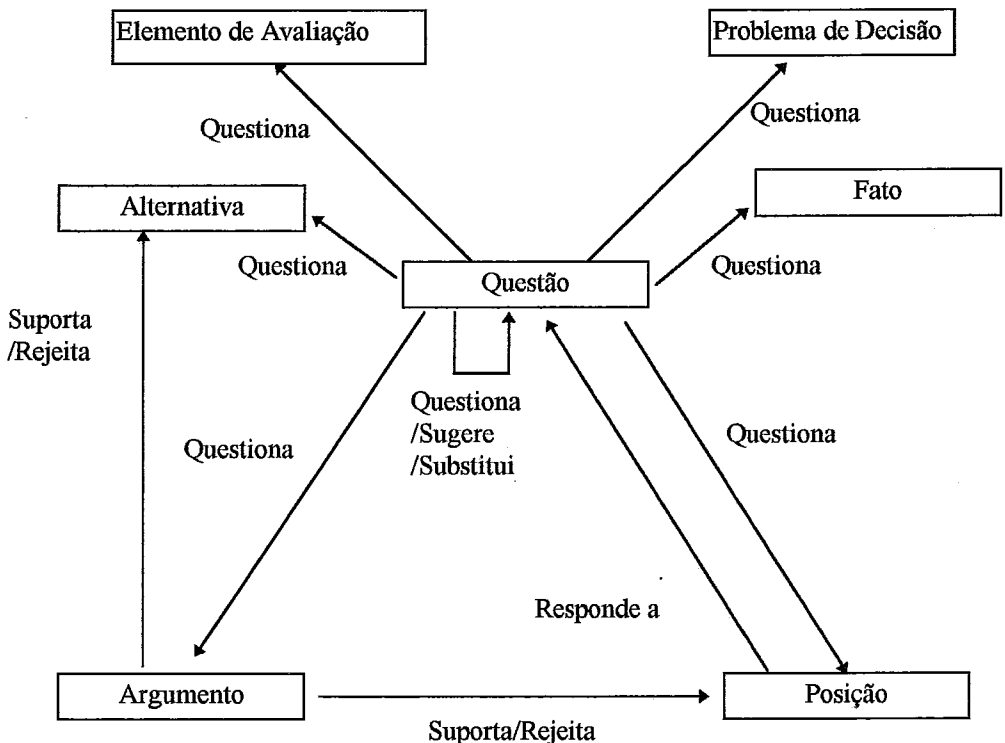 Elemento de Avaliação
Problema de Decisão
Questiona
Questiona
Alternativa
Fato
Questiona
Questão
Questiona
Suporta
/Rejeita
Questiona
/Sugere
/Substitui
Questiona
Questiona
Responde a
Argumento
Posição
Suporta/Rejeita